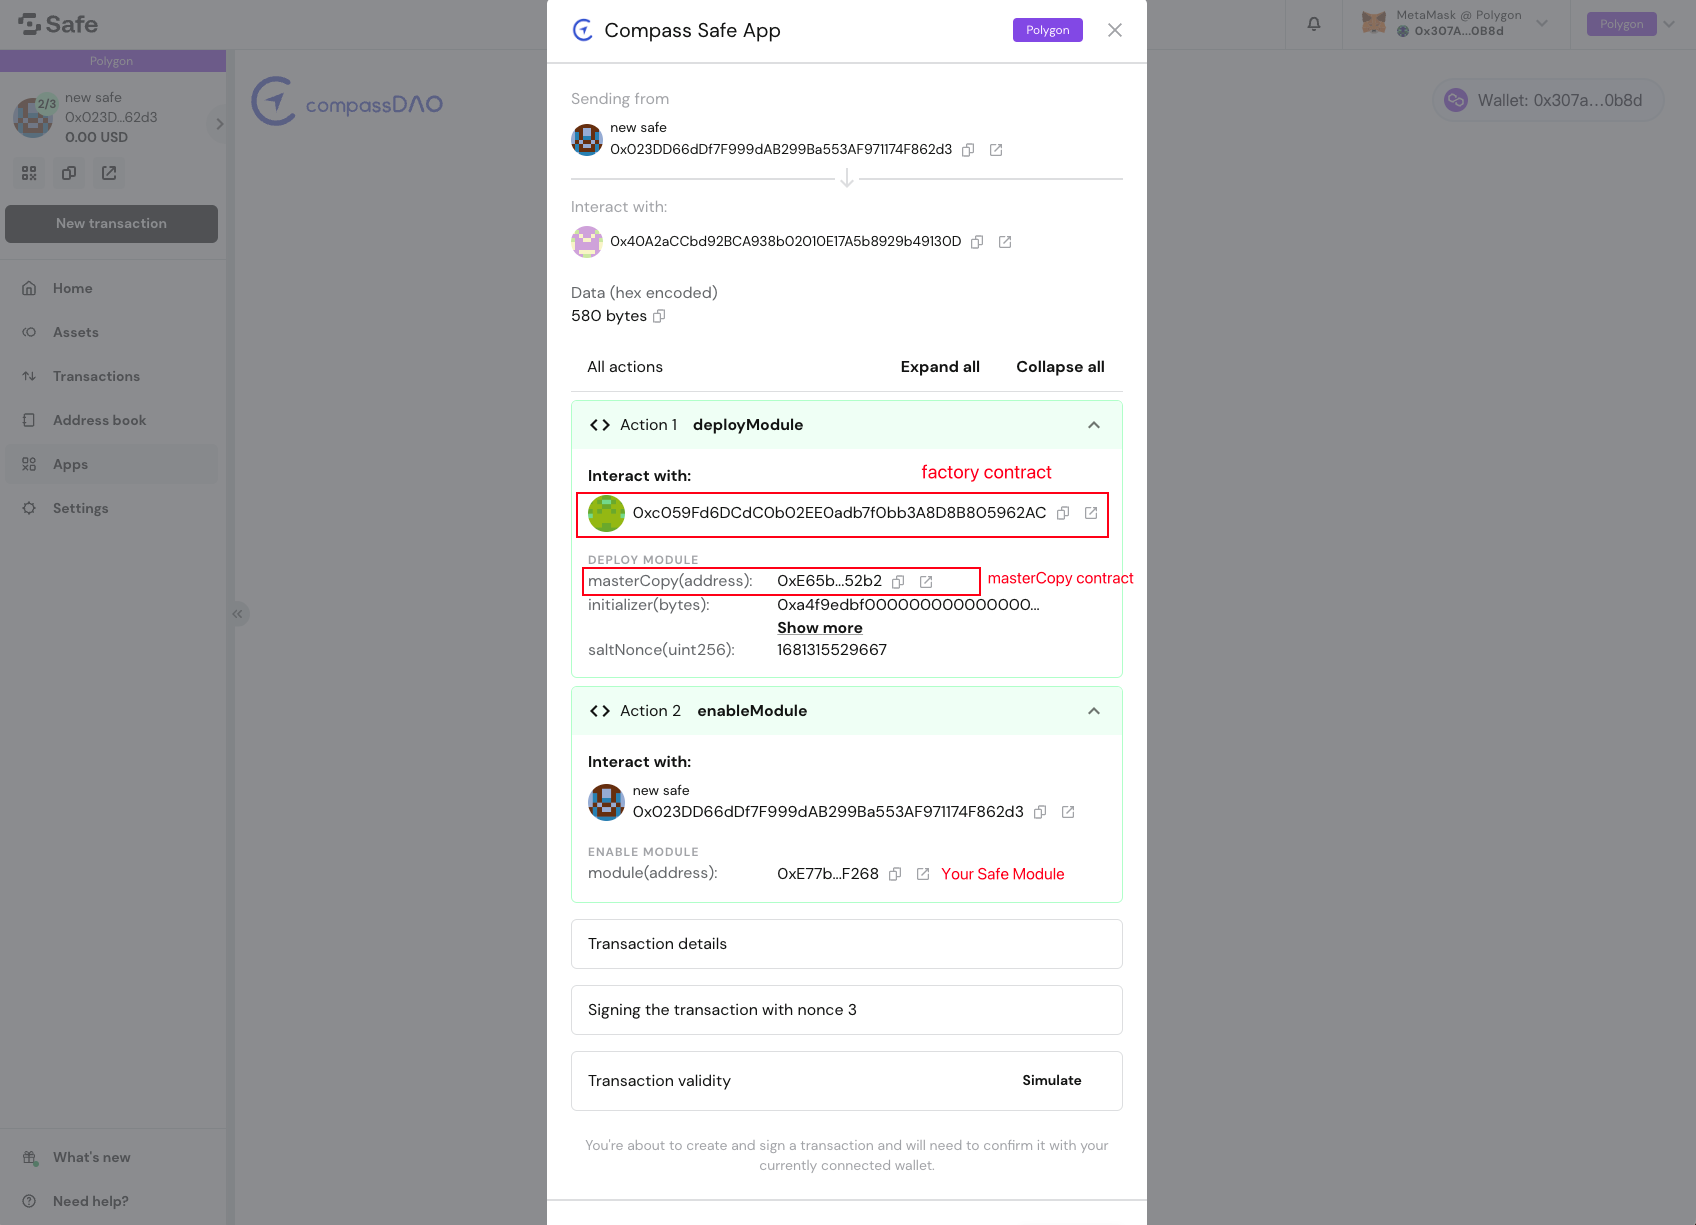 Safe
Polygon
2/3
new safe
0x023D...62d3
0.00 USD
New transaction
Home
Assets
Transactions
Address book
Apps
Settings
What's new
Need help?
compassDAO
MetaMask @ Polygon
0x307A...0B8d
Polygon
Wallet: 0x307a...0b8d
Compass Safe App
Polygon
Sending from
new safe
0x023DD66dDf7F999dAB299Ba553AF971174F862d3
Interact with:
0x40A2aCCbd92BCA938b02010E17A5b8929b49130D
Data (hex encoded)
580 bytes
All actions Expand all Collapse all
Action 1 deployModule
Interact with: factory contract
0xc059Fd6DCdC0b02EE0adb7f0bb3A8D8B805962AC
DEPLOY MODULE
masterCopy(address): 0xE65b...52b2 masterCopy contract
initializer(bytes): 0xa4f9edbf000000000000000...
Show more
saltNonce(uint256): 1681315529667
Action 2 enableModule
Interact with:
new safe
0x023DD66dDf7F999dAB299Ba553AF971174F862d3
ENABLE MODULE
module(address): 0xE77b...F268 Your Safe Module
Transaction details
Signing the transaction with nonce 3
Transaction validity Simulate
You're about to create and sign a transaction and will need to confirm it with your
currently connected wallet.